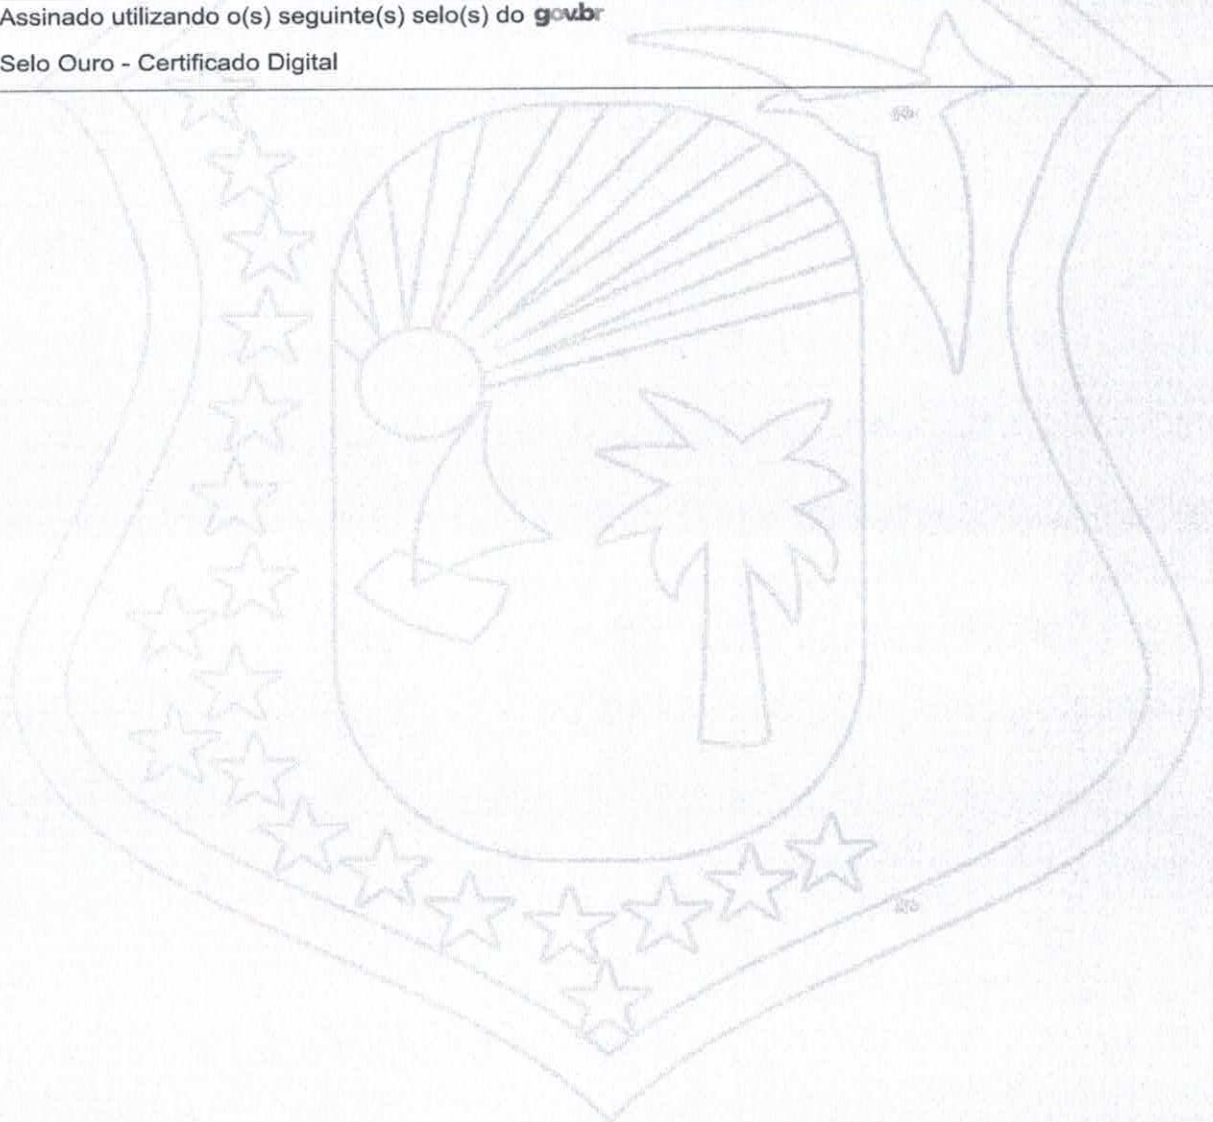 Assinado utilizando o(s) seguinte(s) selo(s) do gov.br
Selo Ouro - Certificado Digital